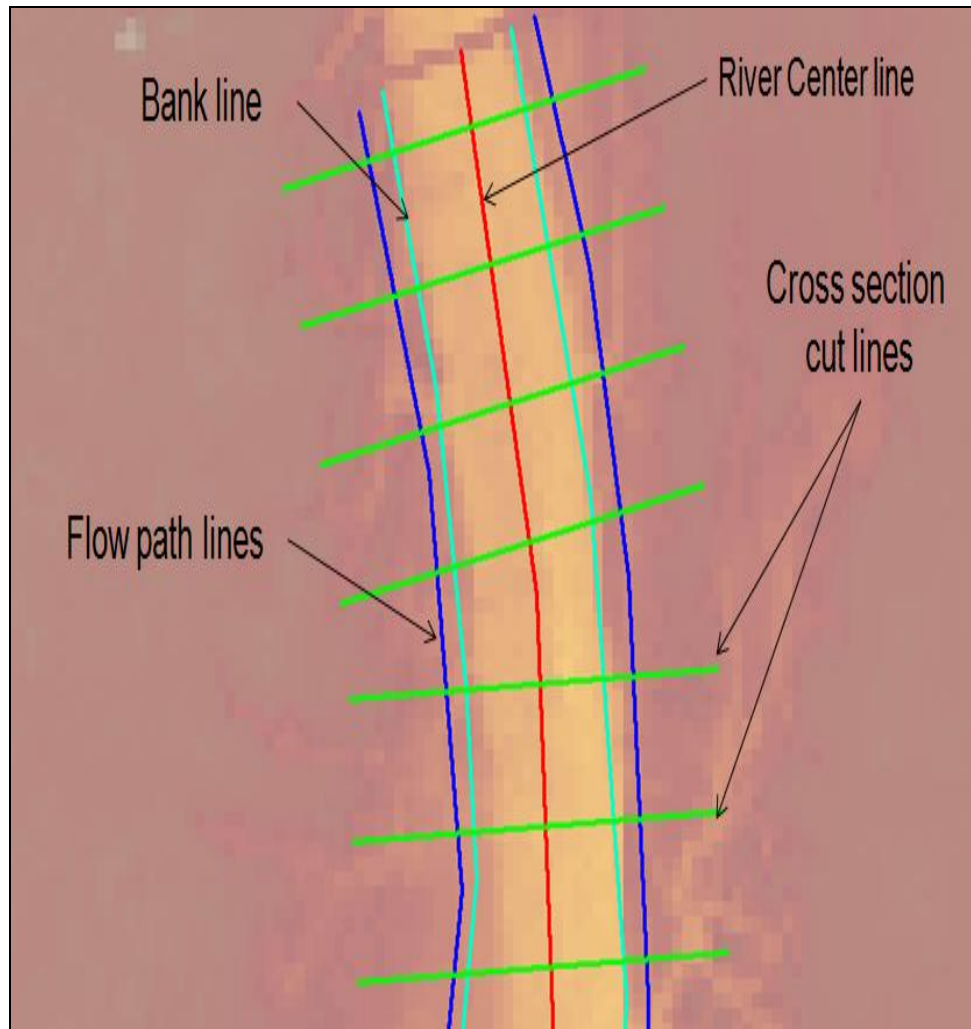 Bank line
River Center line
Cross section
cut lines
Flow path lines